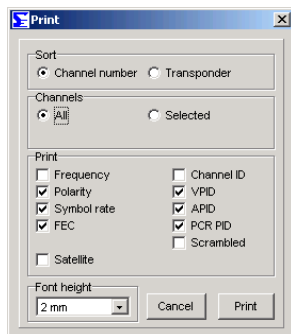 Print
Sort
Channel number Transponder
Channels
All Selected
Print
Frequency Channel ID
Polarity VPID
Symbol rate APID
FEC PCR PID
Scrambled
Satellite
Font height
2 mm Cancel Print